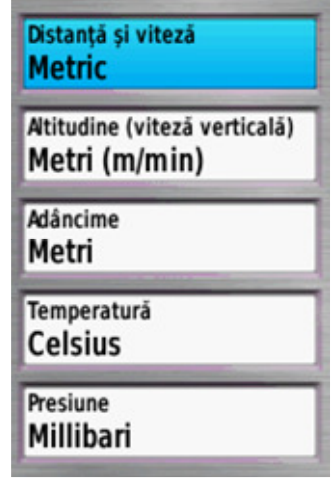 Distanță și viteză
Metric
Altitudine (viteză verticală)
Metri (m/min)
Adâncime
Metri
Temperatură
Celsius
Presiune
Millibari